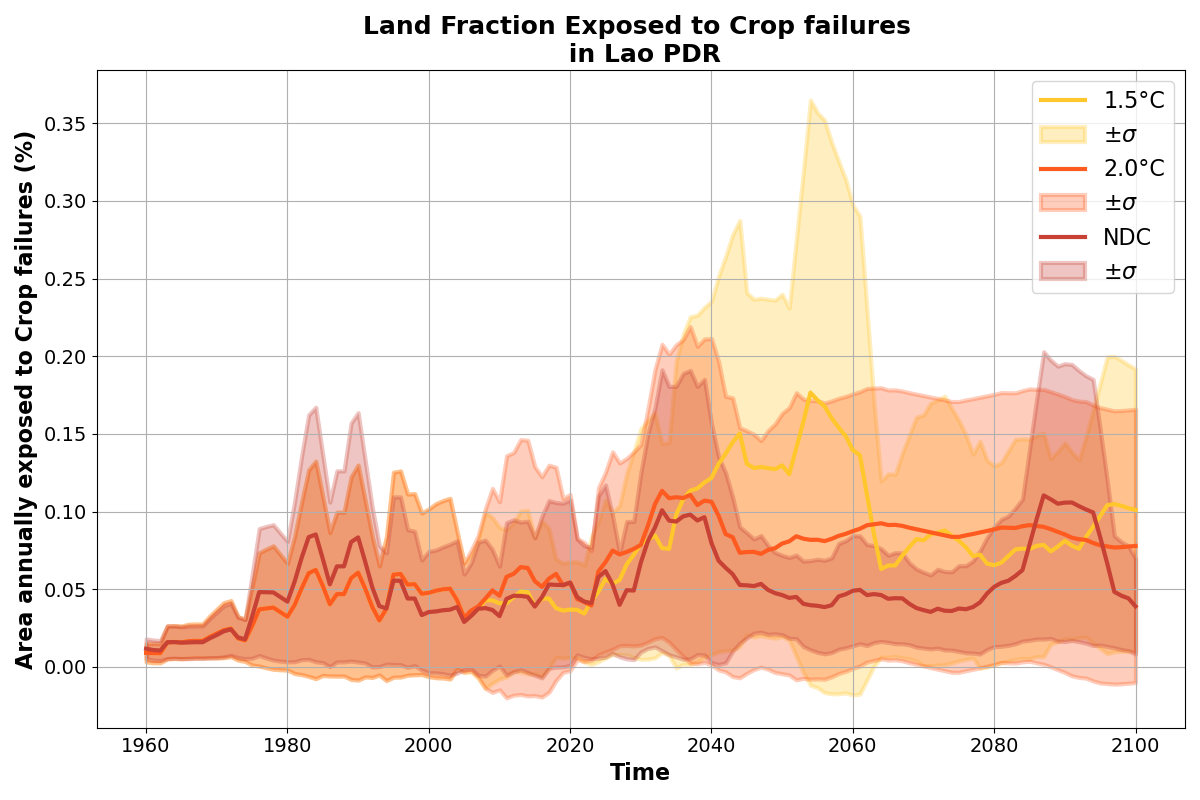 Land Fraction Exposed to Crop failures
in Lao PDR
Area annually exposed to Crop failures (%)
0.35
0.30
0.25
0.20
0.15
0.10
0.05
0.00
1960 1980 2000 2020 2040 2060 2080 2100
Time
1.5°C
±σ
2.0°C
±σ
NDC
±σ